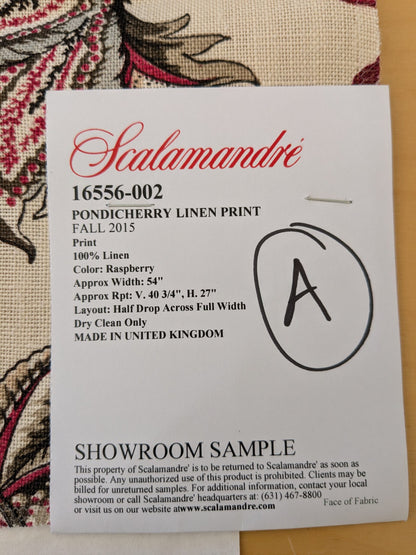 Scalamandré
16556-002
PONDICHERRY LINEN PRINT
FALL 2015
Print
100% Linen
Color: Raspberry
Approx Width: 54"
Approx Rpt: V. 40 3/4", H. 27"
Layout: Half Drop Across Full Width
Dry Clean Only
MADE IN UNITED KINGDOM
A
SHOWROOM SAMPLE
This property of Scalamandre' is to be returned to Scalamandre' as soon as
possible. Any unauthorized use of this product is prohibited. Clients may be
billed for unreturned samples. For additional information, contact your local
showroom or call Scalamandre' headquarters at: (631) 467-8800
or visit us on our website atwww.scalamandre.com
Face of Fabric